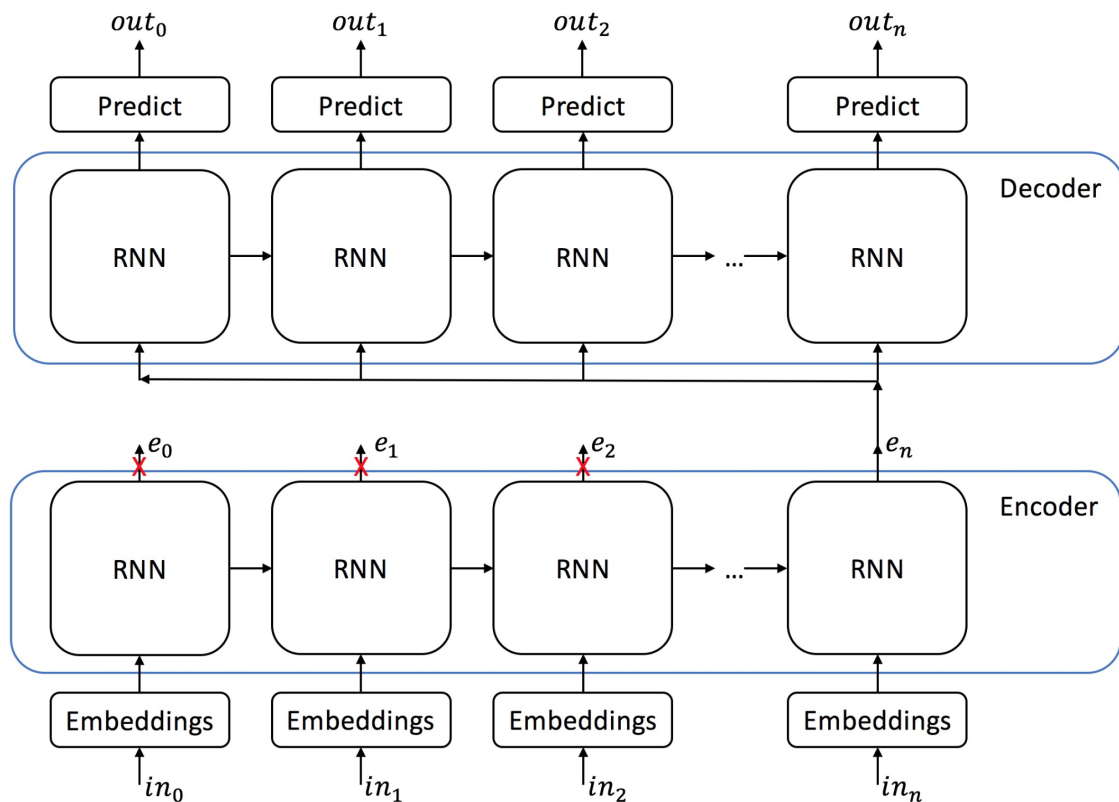 out₀ out₁ out₂ outₙ
Predict Predict Predict Predict
Decoder
RNN RNN RNN ... RNN
e₀ e₁ e₂ eₙ
X X X
Encoder
RNN RNN RNN ... RNN
Embeddings Embeddings Embeddings Embeddings
in₀ in₁ in₂ inₙ